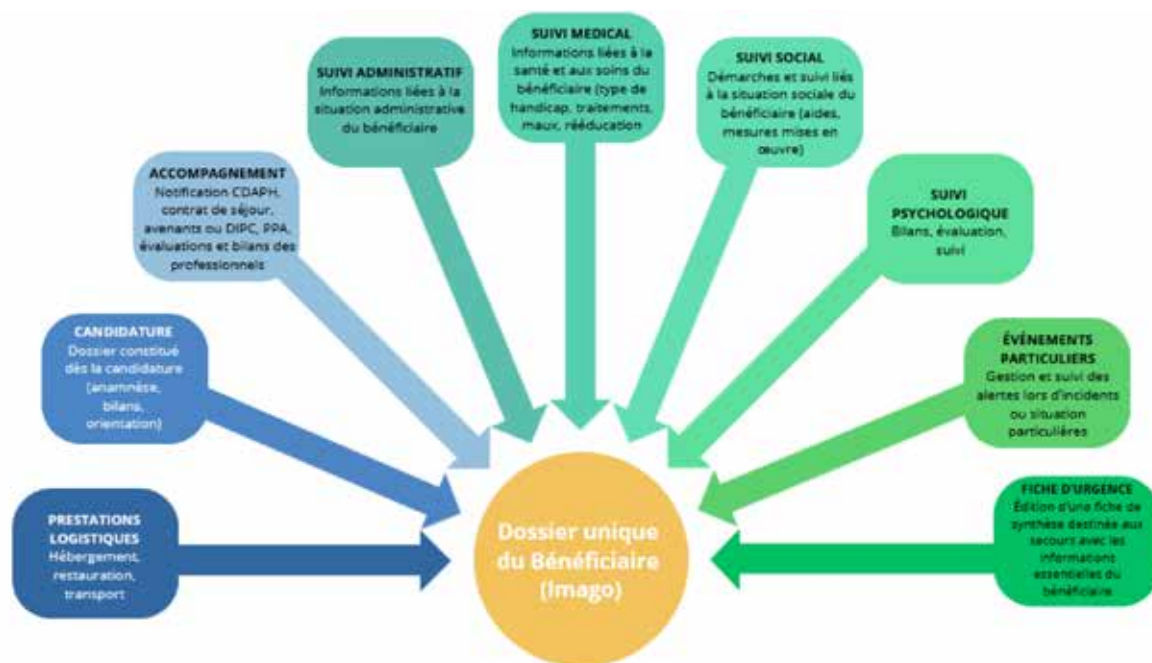 PRESTATIONS
LOGISTIQUES
Hébergement,
restauration,
transport
CANDIDATURE
Dossier constitué
dès la candidature
(anamnèse,
bilans,
orientation)
ACCOMPAGNEMENT
Notification CDAPH,
contrat de séjour,
avenants ou DIPC, PPA,
évaluations et bilans des
professionnels
SUIVI ADMINISTRATIF
Informations liées à la
situation administrative
du bénéficiaire
SUIVI MEDICAL
Informations liées à la
santé et aux soins du
bénéficiaire (type de
handicap, traitements,
maux, rééducation
SUIVI SOCIAL
Démarches et suivi liés
à la situation sociale du
bénéficiaire (aides,
mesures mises en
œuvre)
SUIVI
PSYCHOLOGIQUE
Bilans, évaluation,
suivi
ÉVÉNEMENTS
PARTICULIERS
Gestion et suivi des
alertes lors d'incidents
ou situation
particulières
FICHE D'URGENCE
Édition d'une fiche de
synthèse destinée aux
secours avec les
informations
essentielles du
bénéficiaire
Dossier unique
du Bénéficiaire
(Imago)